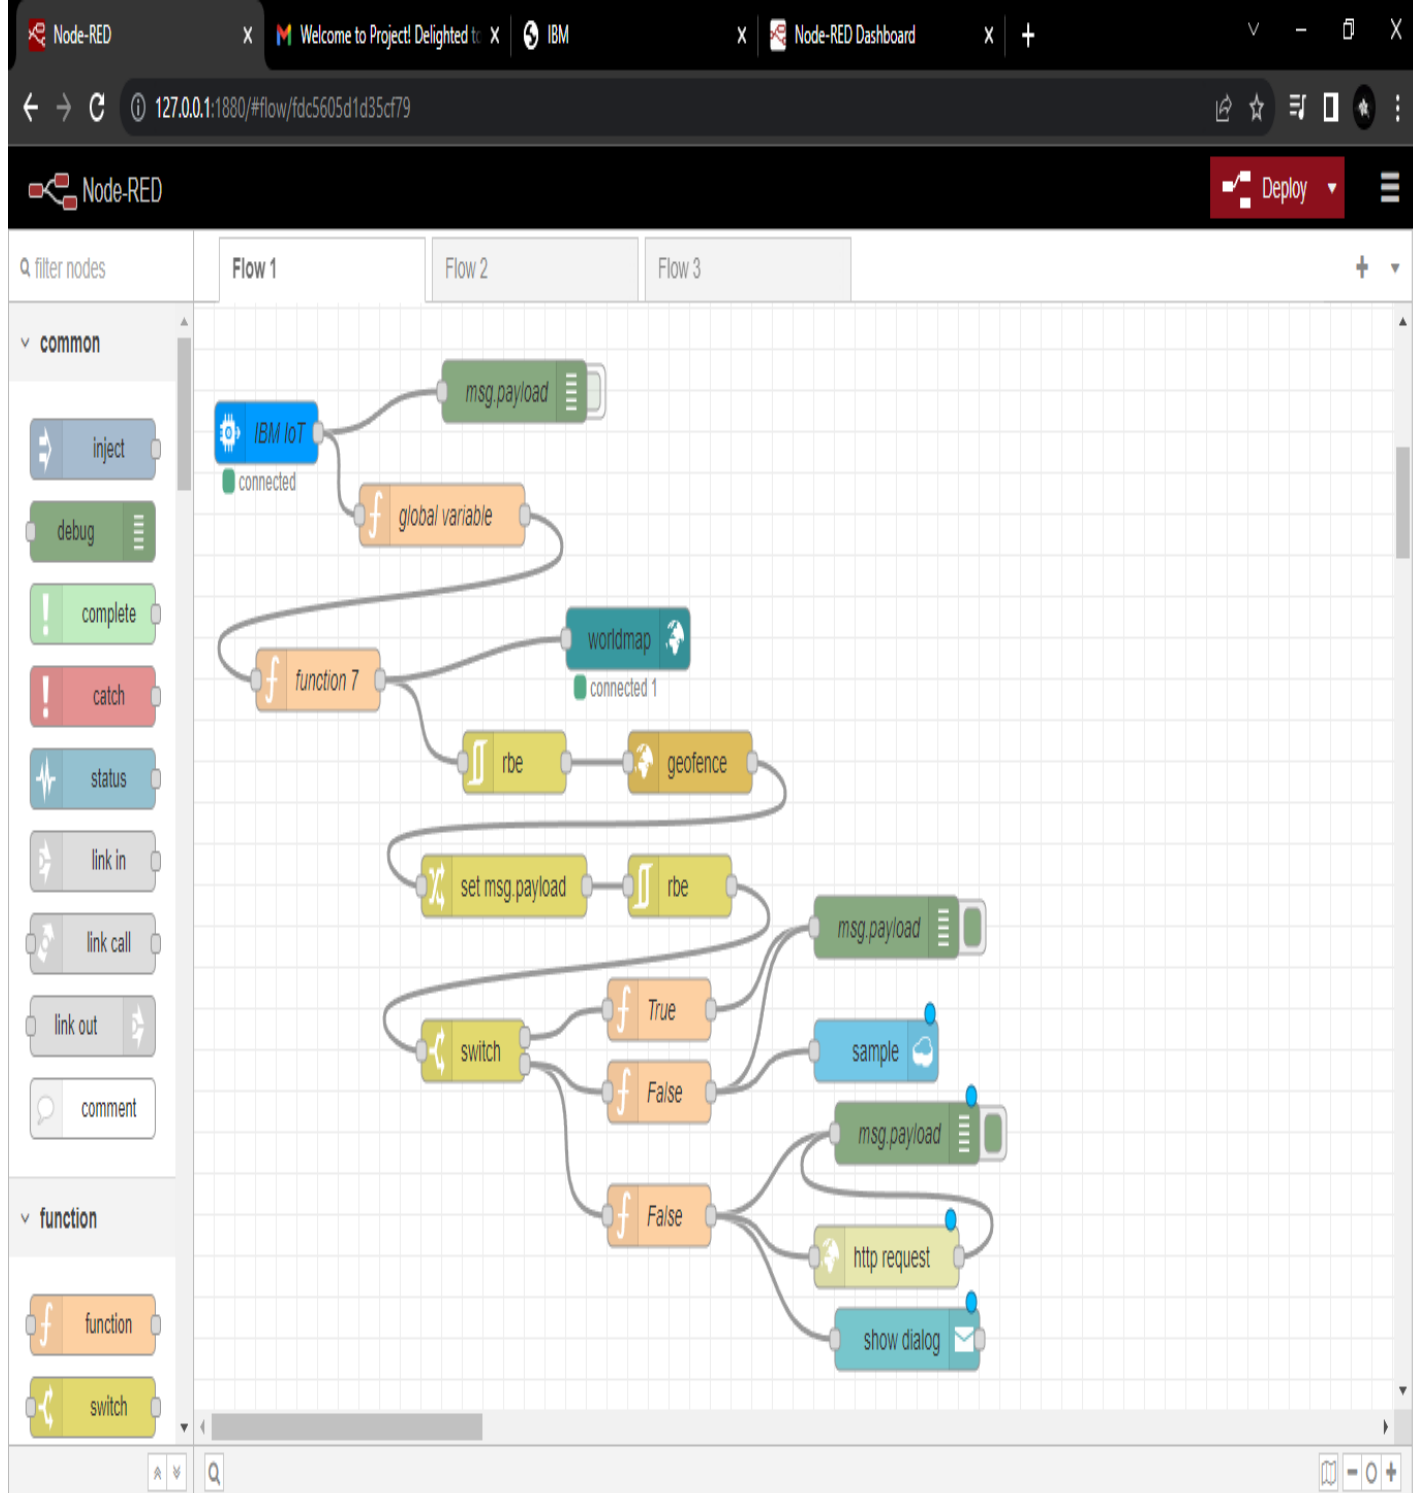 Node-RED
Welcome to Project! Delighted to
IBM
Node-RED Dashboard
127.0.0.1:1880/#flow/fdc5605d1d35cf79
Node-RED
Deploy
filter nodes
Flow 1
Flow 2
Flow 3
common
inject
debug
complete
catch
status
link in
link call
link out
comment
function
function
switch
msg.payload
IBM IoT
connected
global variable
worldmap
connected 1
function 7
rbe
geofence
set msg.payload
rbe
msg.payload
True
switch
sample
False
msg.payload
False
http request
show dialog